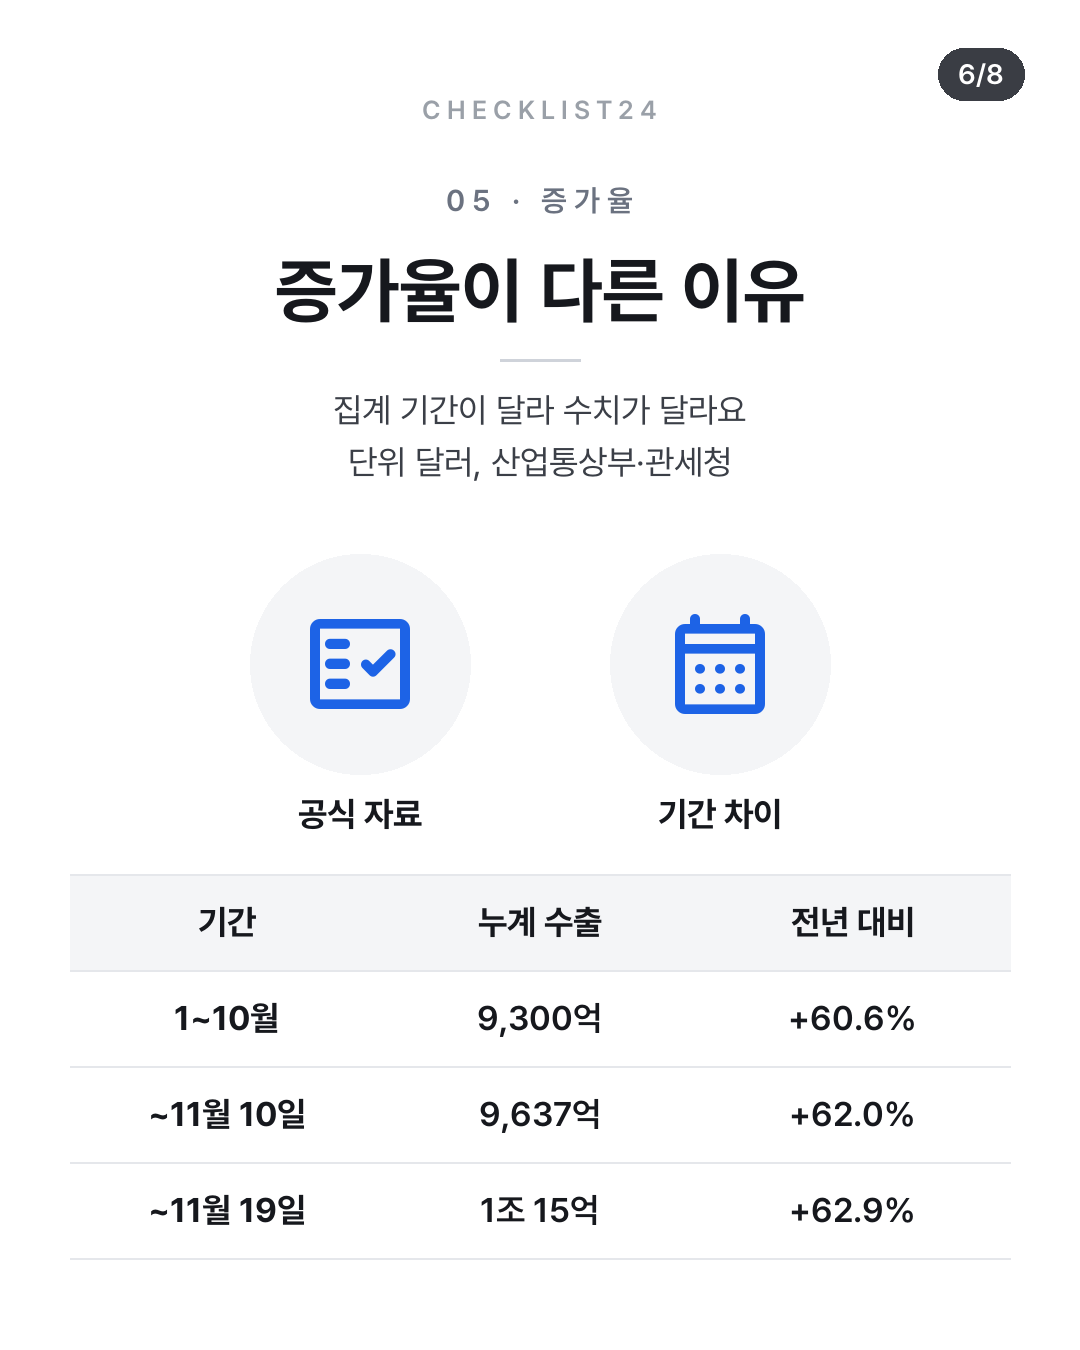 6/8
CHECKLIST24
05 · 증가율
증가율이 다른 이유
집계 기간이 달라 수치가 달라요
단위 달러, 산업통상부·관세청
공식 자료 기간 차이
기간 누계 수출 전년 대비
1~10월 9,300억 +60.6%
~11월 10일 9,637억 +62.0%
~11월 19일 1조 15억 +62.9%